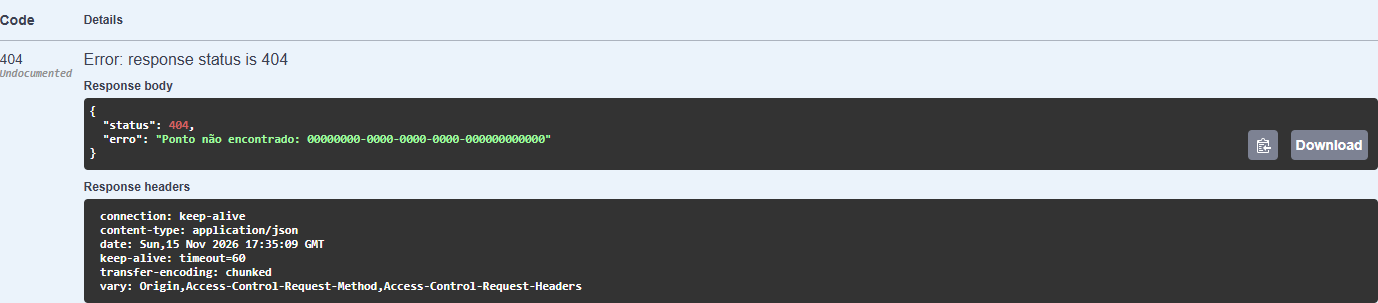 Code Details
404 Error: response status is 404
Undocumented
Response body
{
"status": 404,
"erro": "Ponto não encontrado: 00000000-0000-0000-0000-000000000000"
}
Download
Response headers
connection: keep-alive
content-type: application/json
date: Sun,15 Nov 2026 17:35:09 GMT
keep-alive: timeout=60
transfer-encoding: chunked
vary: Origin,Access-Control-Request-Method,Access-Control-Request-Headers